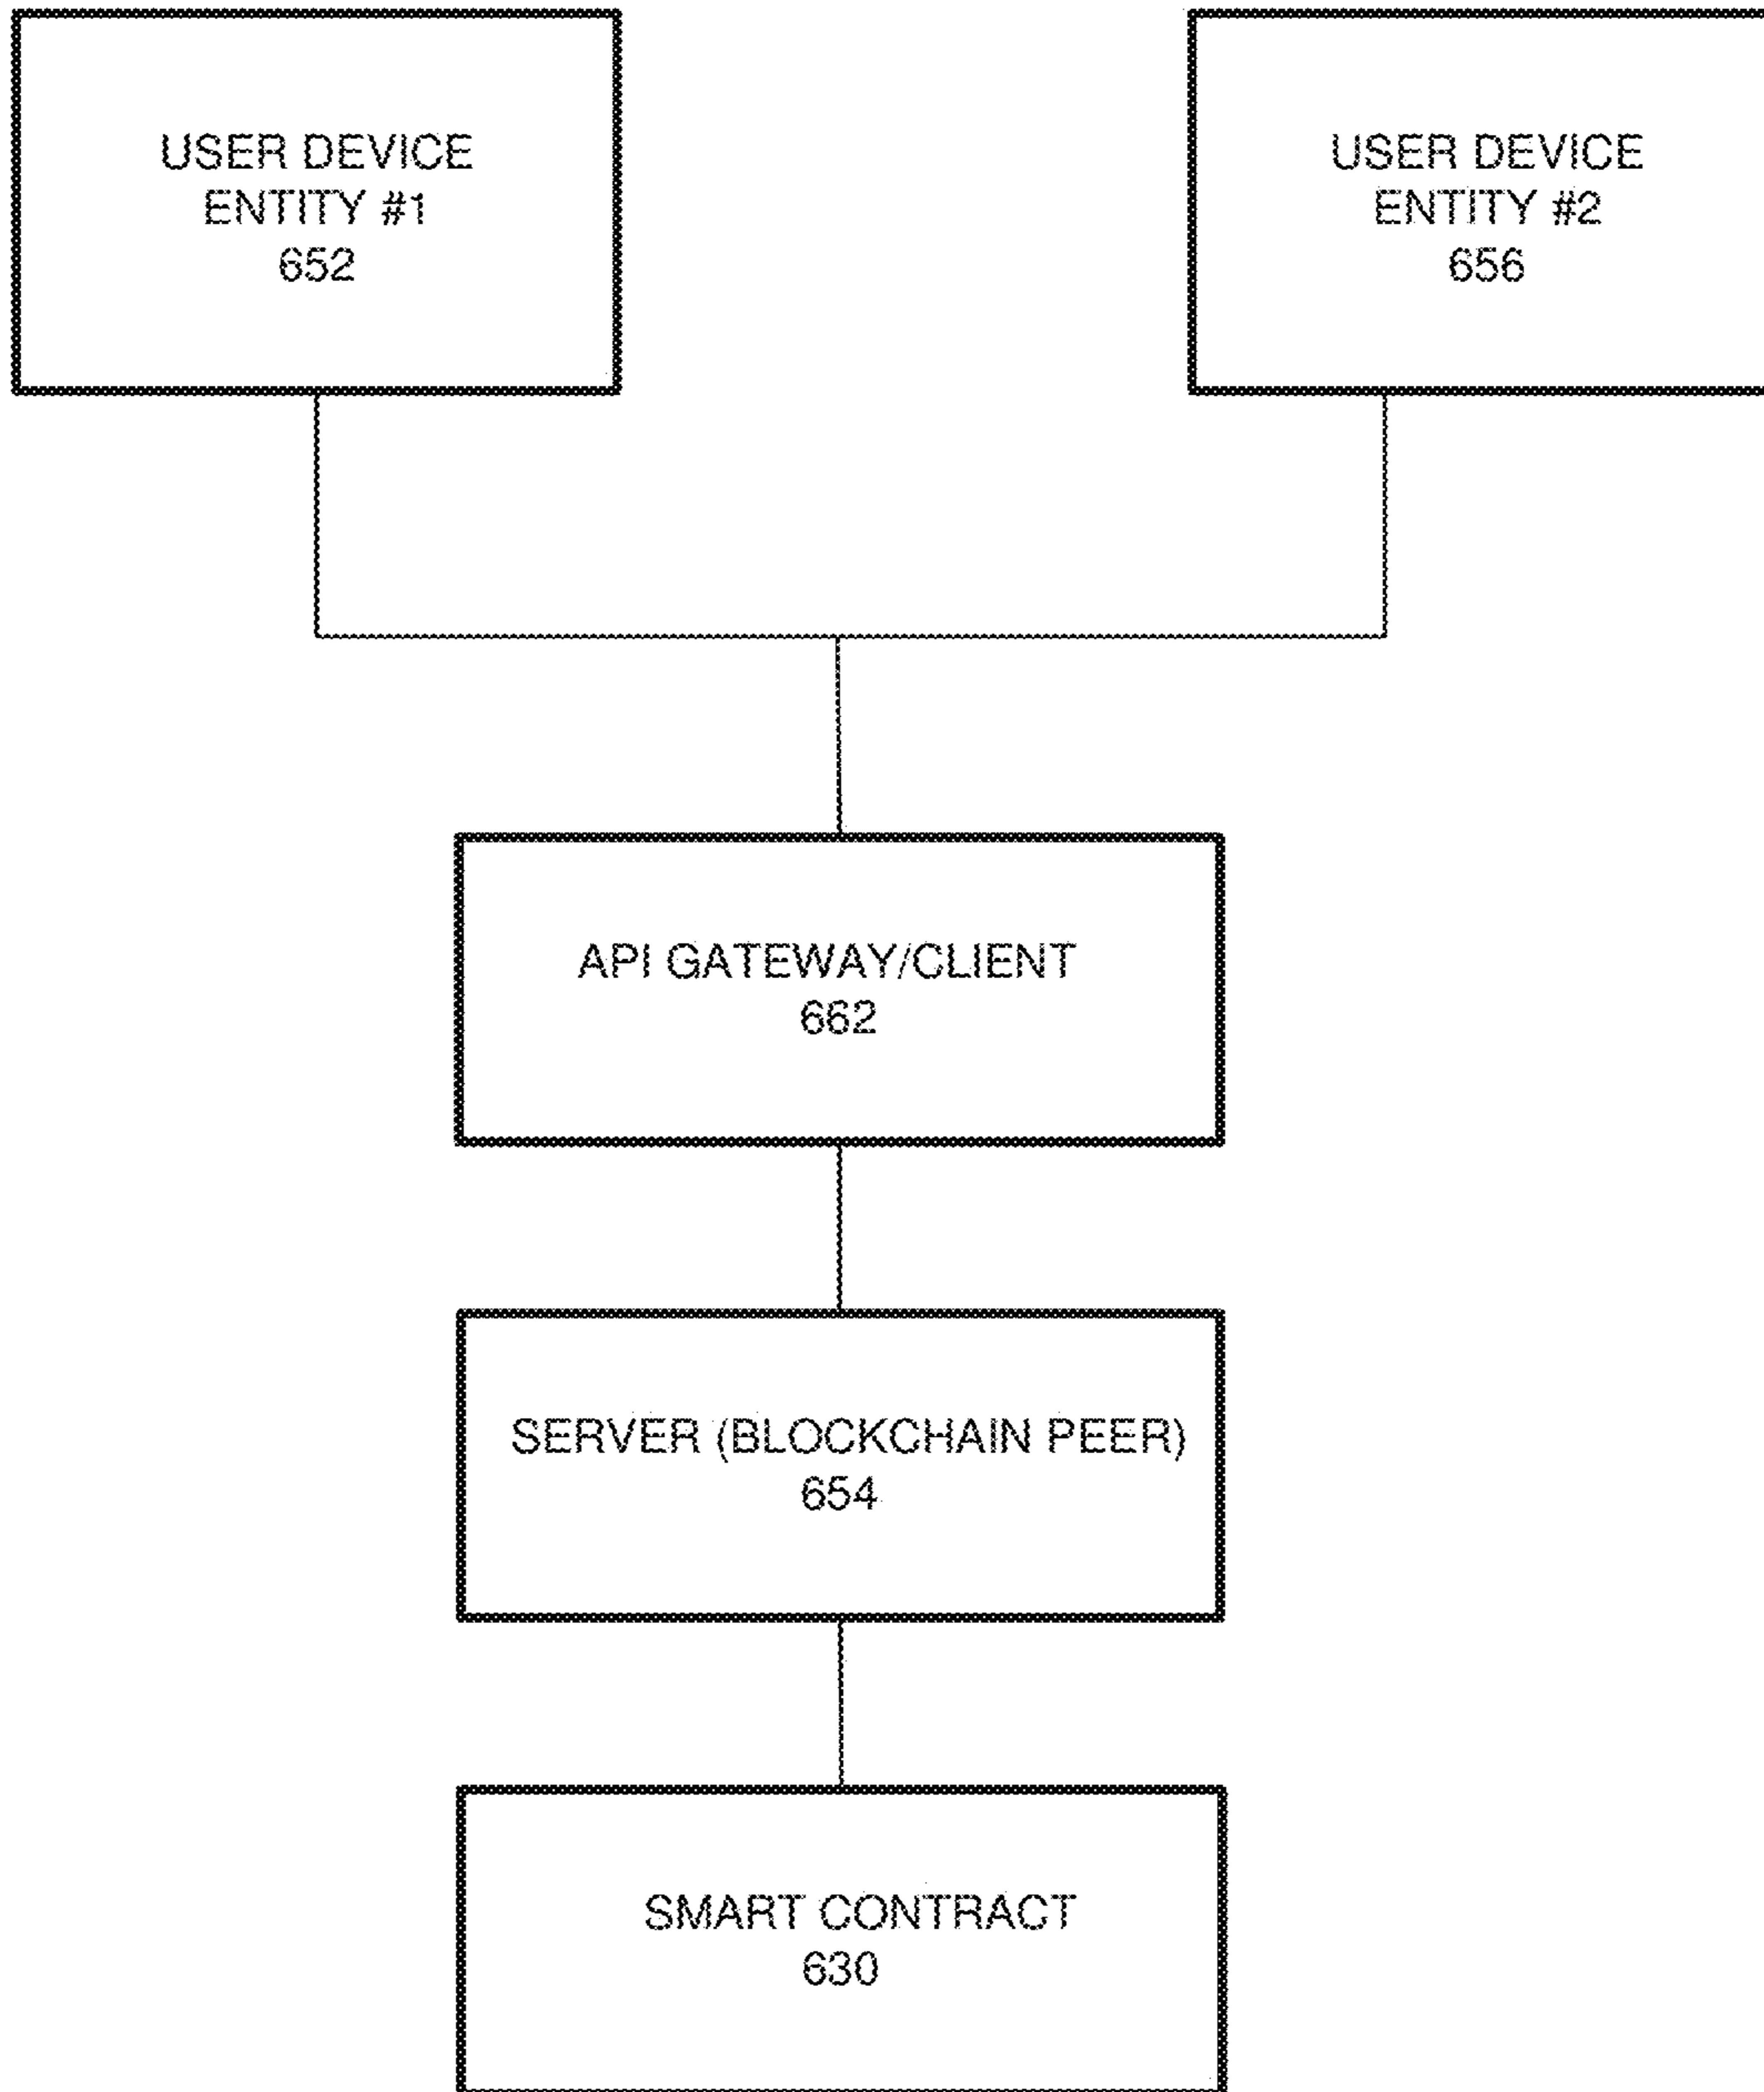 USER DEVICE
ENTITY #1
652
USER DEVICE
ENTITY #2
656
API GATEWAY/CLIENT
662
SERVER (BLOCKCHAIN PEER)
654
SMART CONTRACT
630